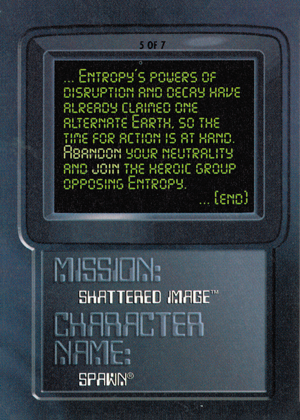 5 OF 7
... ENTROPY'S POWERS OF
DISRUPTION AND DECAY HAVE
ALREADY CLAIMED ONE
ALTERNATE EARTH, SO THE
TIME FOR ACTION IS AT HAND.
ABANDON YOUR NEUTRALITY
AND JOIN THE HEROIC GROUP
OPPOSING ENTROPY.
... (END)
MISSION:
SHATTERED IMAGE™
CHARACTER
NAME:
SPAWN®